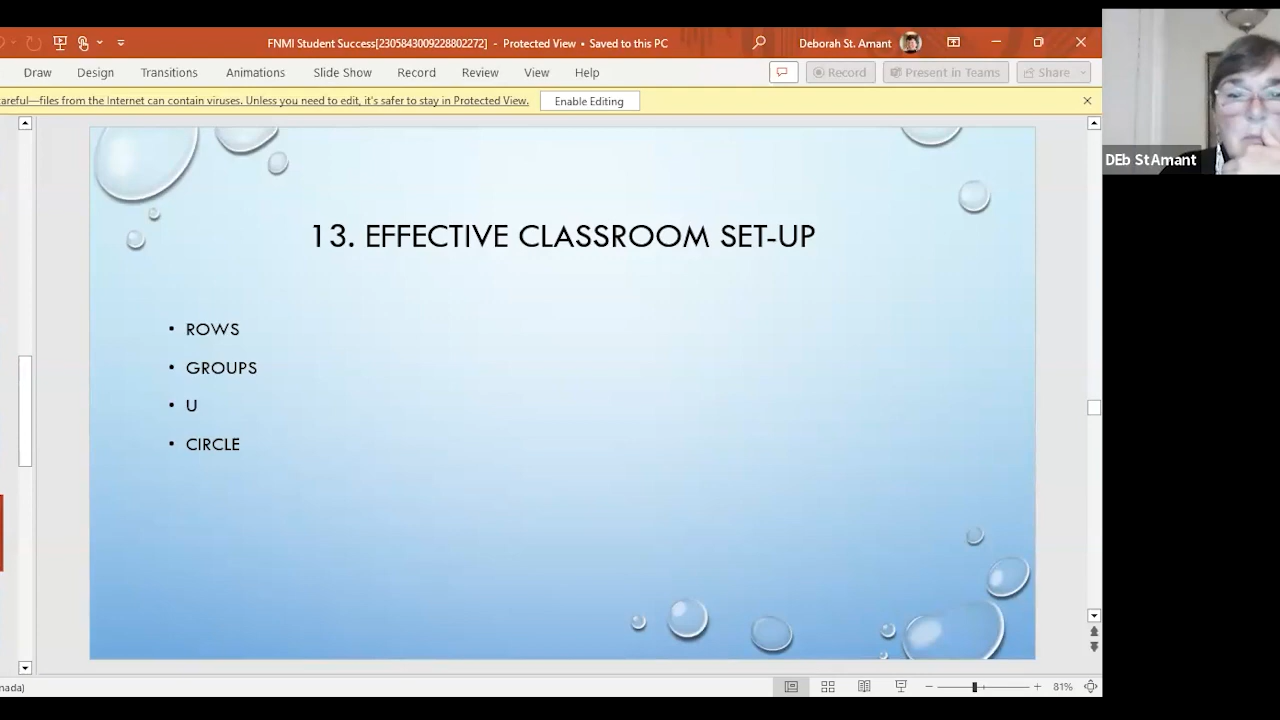 FNMI Student Success[2305843009228802272] - Protected View • Saved to this PC
Deborah St. Amant
Draw Design Transitions Animations Slide Show Record Review View Help
Record Present in Teams Share
careful—files from the Internet can contain viruses. Unless you need to edit, it's safer to stay in Protected View. Enable Editing
DEb StAmant
13. EFFECTIVE CLASSROOM SET-UP
• ROWS
• GROUPS
• U
• CIRCLE
nada)
81%